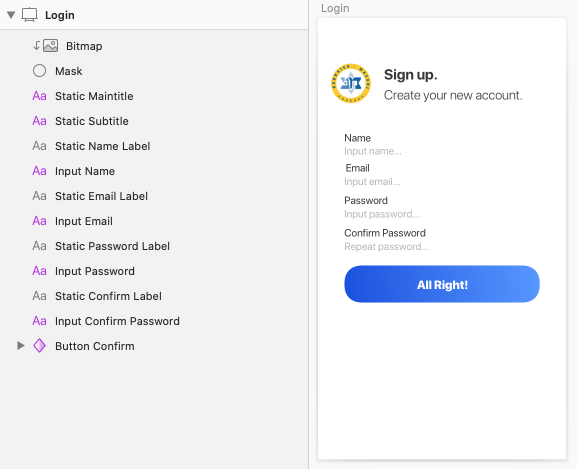 Login
Bitmap
Mask
Aa Static Maintitle
Aa Static Subtitle
Aa Static Name Label
Aa Input Name
Aa Static Email Label
Aa Input Email
Aa Static Password Label
Aa Input Password
Aa Static Confirm Label
Aa Input Confirm Password
Button Confirm
Login
Sign up.
Create your new account.
Name
Input name...
Email
Input email...
Password
Input password...
Confirm Password
Repeat password...
All Right!